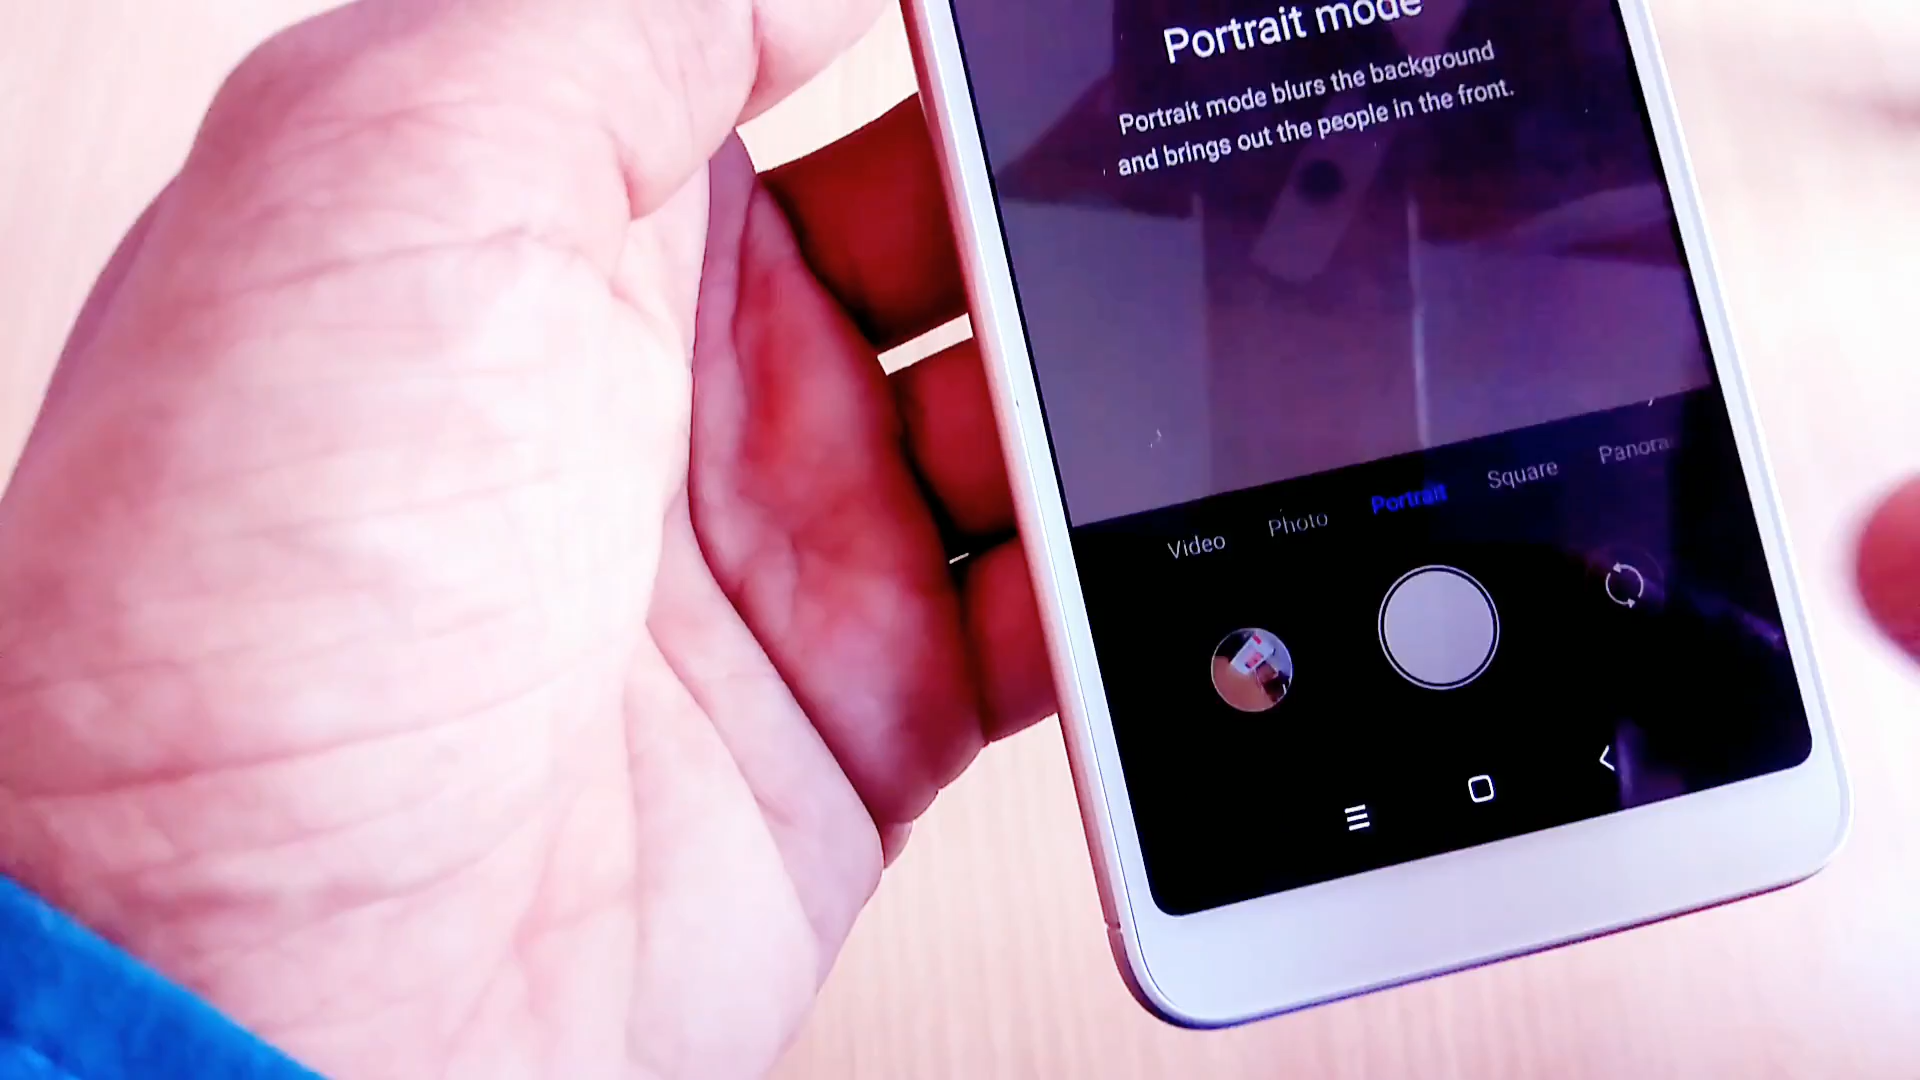 Portrait mode
Portrait mode blurs the background
and brings out the people in the front.
Video Photo Portrait Square Panora